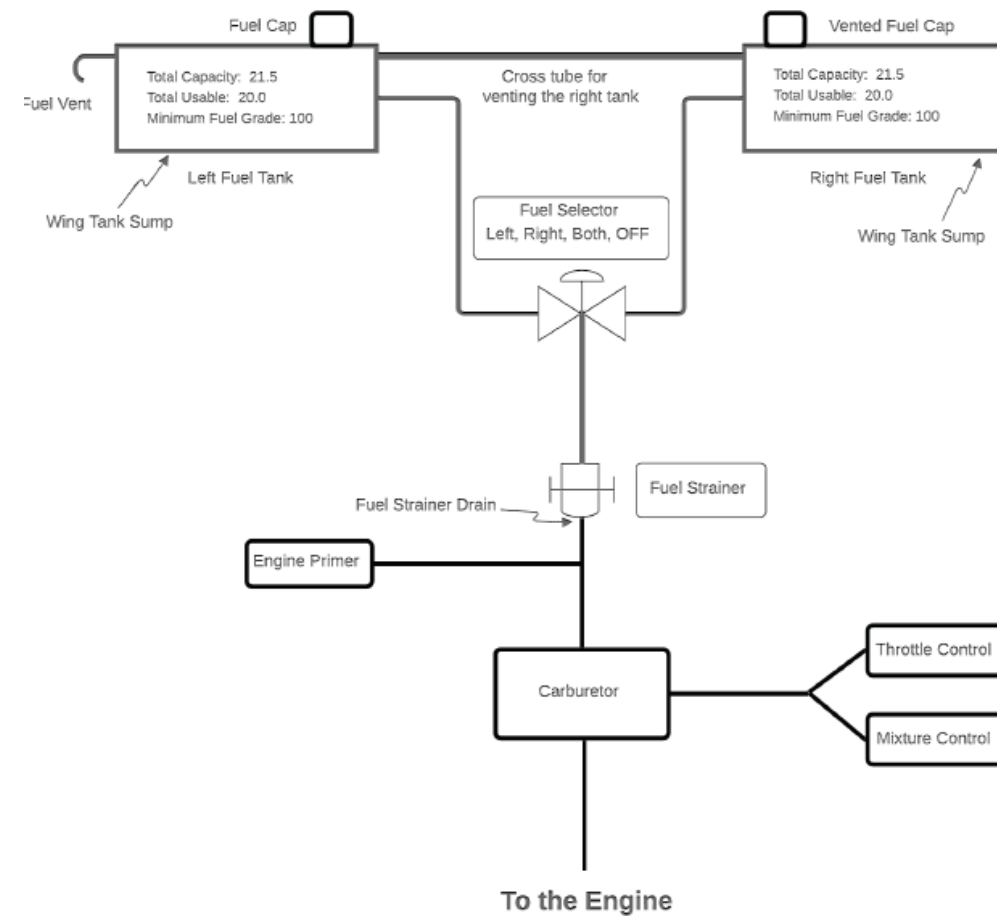 Fuel Cap
Vented Fuel Cap
Total Capacity: 21.5
Total Usable: 20.0
Minimum Fuel Grade: 100
Cross tube for
venting the right tank
Total Capacity: 21.5
Total Usable: 20.0
Minimum Fuel Grade: 100
Fuel Vent
Left Fuel Tank
Right Fuel Tank
Wing Tank Sump
Wing Tank Sump
Fuel Selector
Left, Right, Both, OFF
Fuel Strainer
Fuel Strainer Drain
Engine Primer
Throttle Control
Carburetor
Mixture Control
To the Engine